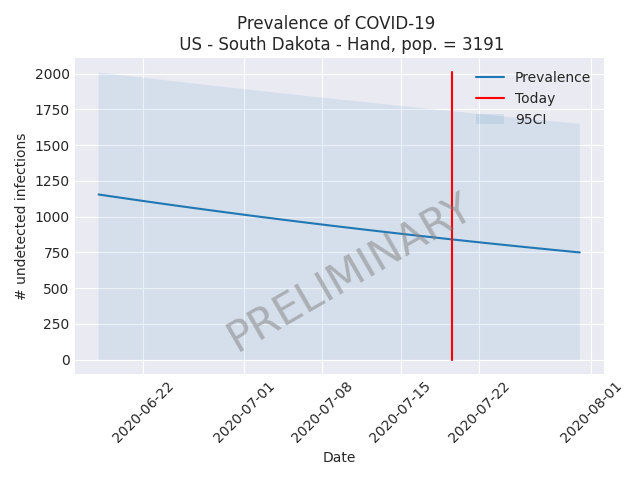 Prevalence of COVID-19
US - South Dakota - Hand, pop. = 3191
2000
1750
1500
1250
1000
750
500
250
0
# undetected infections
Prevalence
Today
95CI
PRELIMINARY
2020-06-22
2020-07-01
2020-07-08
2020-07-15
2020-07-22
2020-08-01
Date